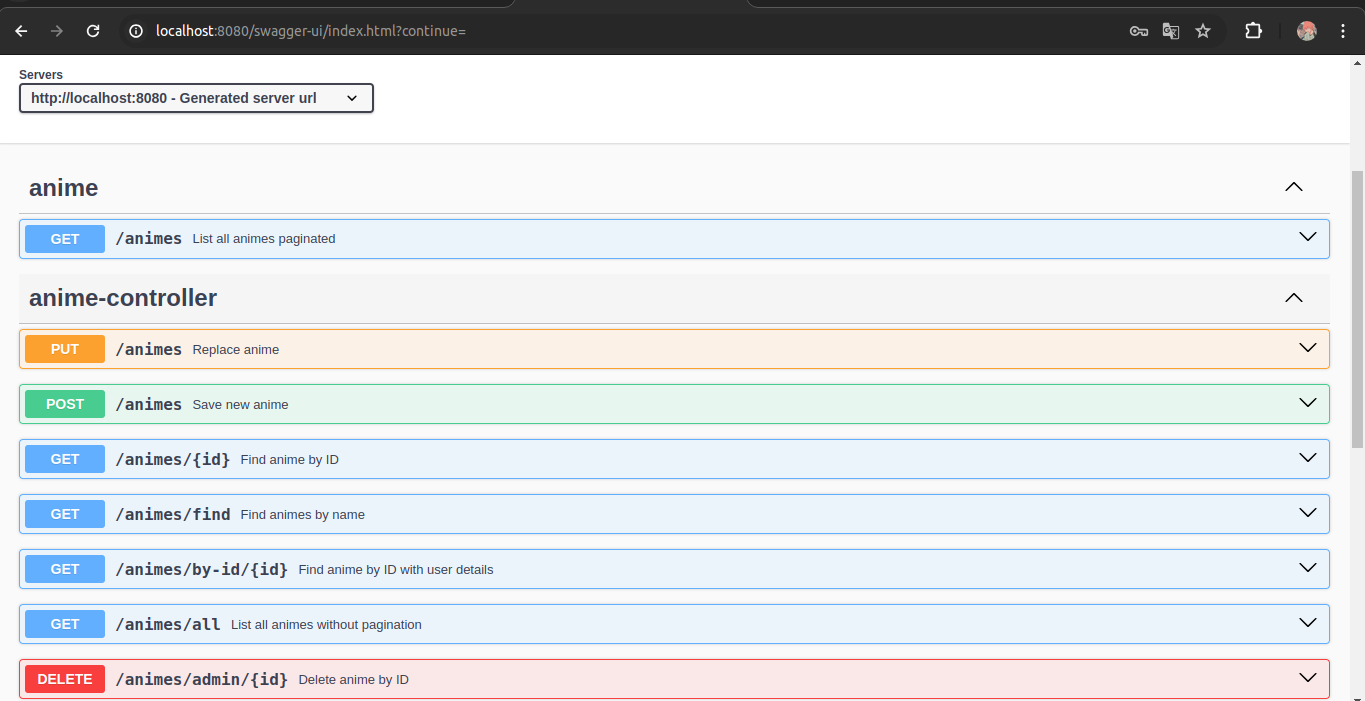 localhost:8080/swagger-ui/index.html?continue=
Servers
http://localhost:8080 - Generated server url
anime
GET /animes List all animes paginated
anime-controller
PUT /animes Replace anime
POST /animes Save new anime
GET /animes/{id} Find anime by ID
GET /animes/find Find animes by name
GET /animes/by-id/{id} Find anime by ID with user details
GET /animes/all List all animes without pagination
DELETE /animes/admin/{id} Delete anime by ID